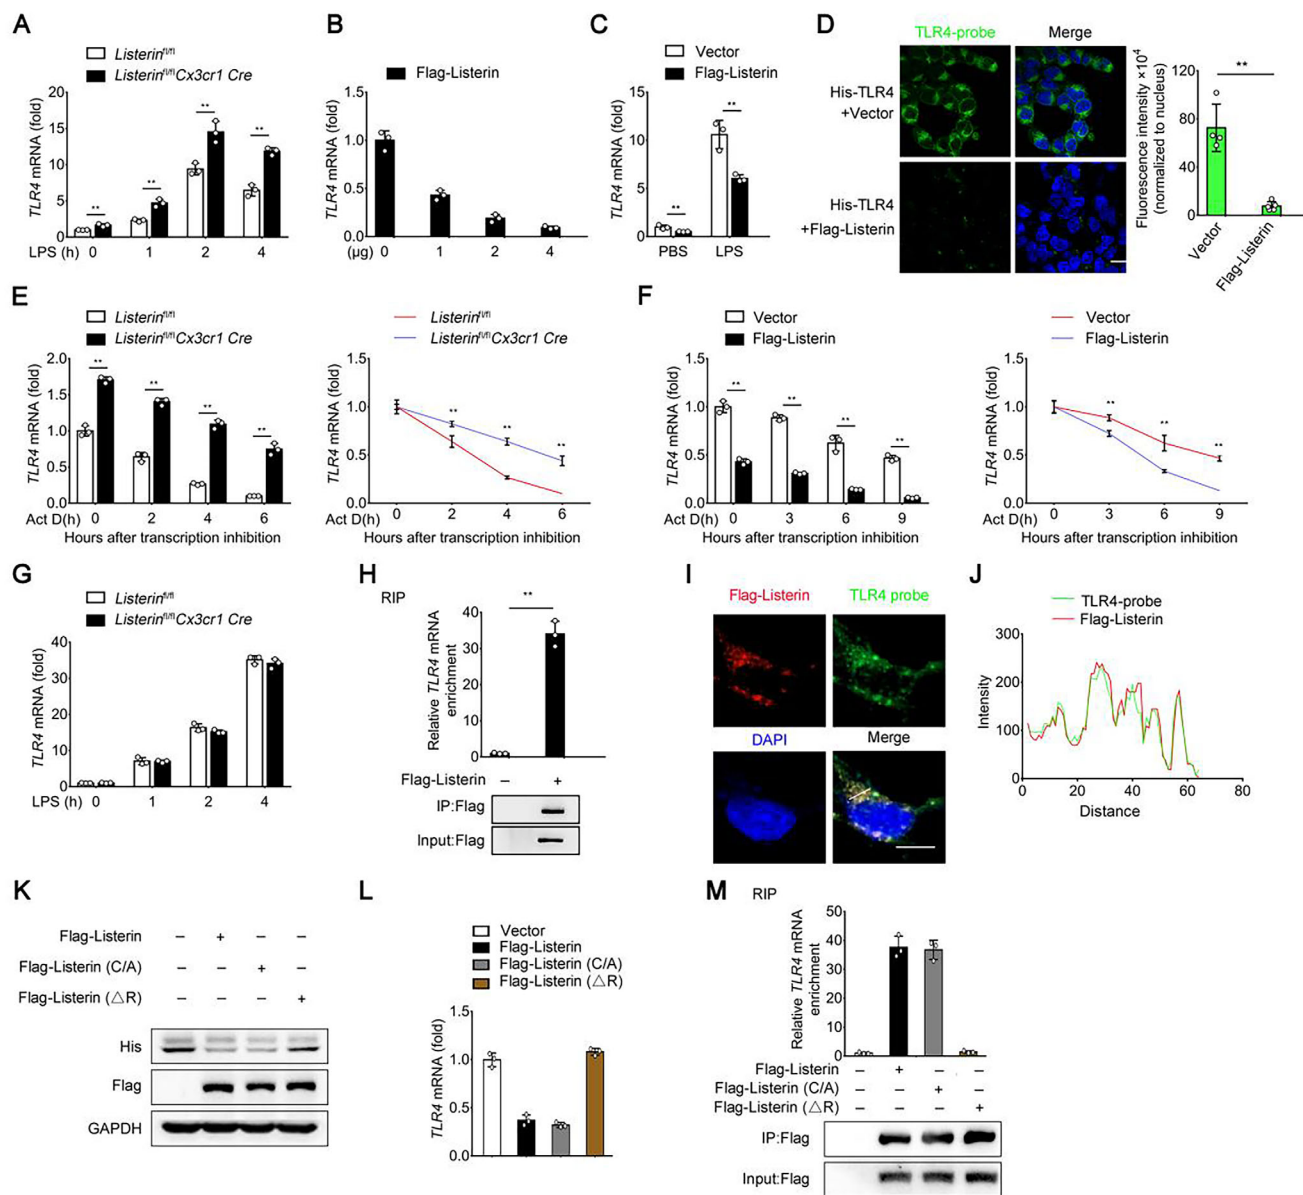 A
Listerin^fl/fl
Listerin^fl/fl Cx3cr1 Cre
TLR4 mRNA (fold)
20
15
10
5
0
**
**
**
**
LPS (h) 0 1 2 4
B
Flag-Listerin
TLR4 mRNA (fold)
1.5
1.0
0.5
0.0
(μg) 0 1 2 4
C
Vector
Flag-Listerin
TLR4 mRNA (fold)
20
15
10
5
0
**
**
PBS LPS
D
TLR4-probe Merge
His-TLR4
+Vector
His-TLR4
+Flag-Listerin
Fluorescence intensity ×10^4
(normalized to nucleus)
120
80
40
0
**
Vector
Flag-Listerin
E
Listerin^fl/fl
Listerin^fl/fl Cx3cr1 Cre
TLR4 mRNA (fold)
2.0
1.5
1.0
0.5
0.0
**
**
**
**
Act D(h) 0 2 4 6
Hours after transcription inhibition
Listerin^fl/fl
Listerin^fl/fl Cx3cr1 Cre
TLR4 mRNA (fold)
1.5
1.0
0.5
0.0
**
**
**
Act D(h) 0 2 4 6
Hours after transcription inhibition
F
Vector
Flag-Listerin
TLR4 mRNA (fold)
1.5
1.0
0.5
0.0
**
**
**
**
Act D(h) 0 3 6 9
Hours after transcription inhibition
Vector
Flag-Listerin
TLR4 mRNA (fold)
1.5
1.0
0.5
0.0
**
**
**
Act D(h) 0 3 6 9
Hours after transcription inhibition
G
Listerin^fl/fl
Listerin^fl/fl Cx3cr1 Cre
TLR4 mRNA (fold)
40
30
20
10
0
LPS (h) 0 1 2 4
H
RIP
Relative TLR4 mRNA
enrichment
40
30
20
10
0
**
Flag-Listerin – +
IP:Flag
Input:Flag
I
Flag-Listerin TLR4 probe
DAPI Merge
J
TLR4-probe
Flag-Listerin
Intensity
300
200
100
0
0 20 40 60 80
Distance
K
Flag-Listerin – + – –
Flag-Listerin (C/A) – – + –
Flag-Listerin (△R) – – – +
His
Flag
GAPDH
L
Vector
Flag-Listerin
Flag-Listerin (C/A)
Flag-Listerin (△R)
TLR4 mRNA (fold)
1.5
1.0
0.5
0.0
M
RIP
Relative TLR4 mRNA
enrichment
50
40
30
20
10
0
Flag-Listerin – + – –
Flag-Listerin (C/A) – – + –
Flag-Listerin (△R) – – – +
IP:Flag
Input:Flag